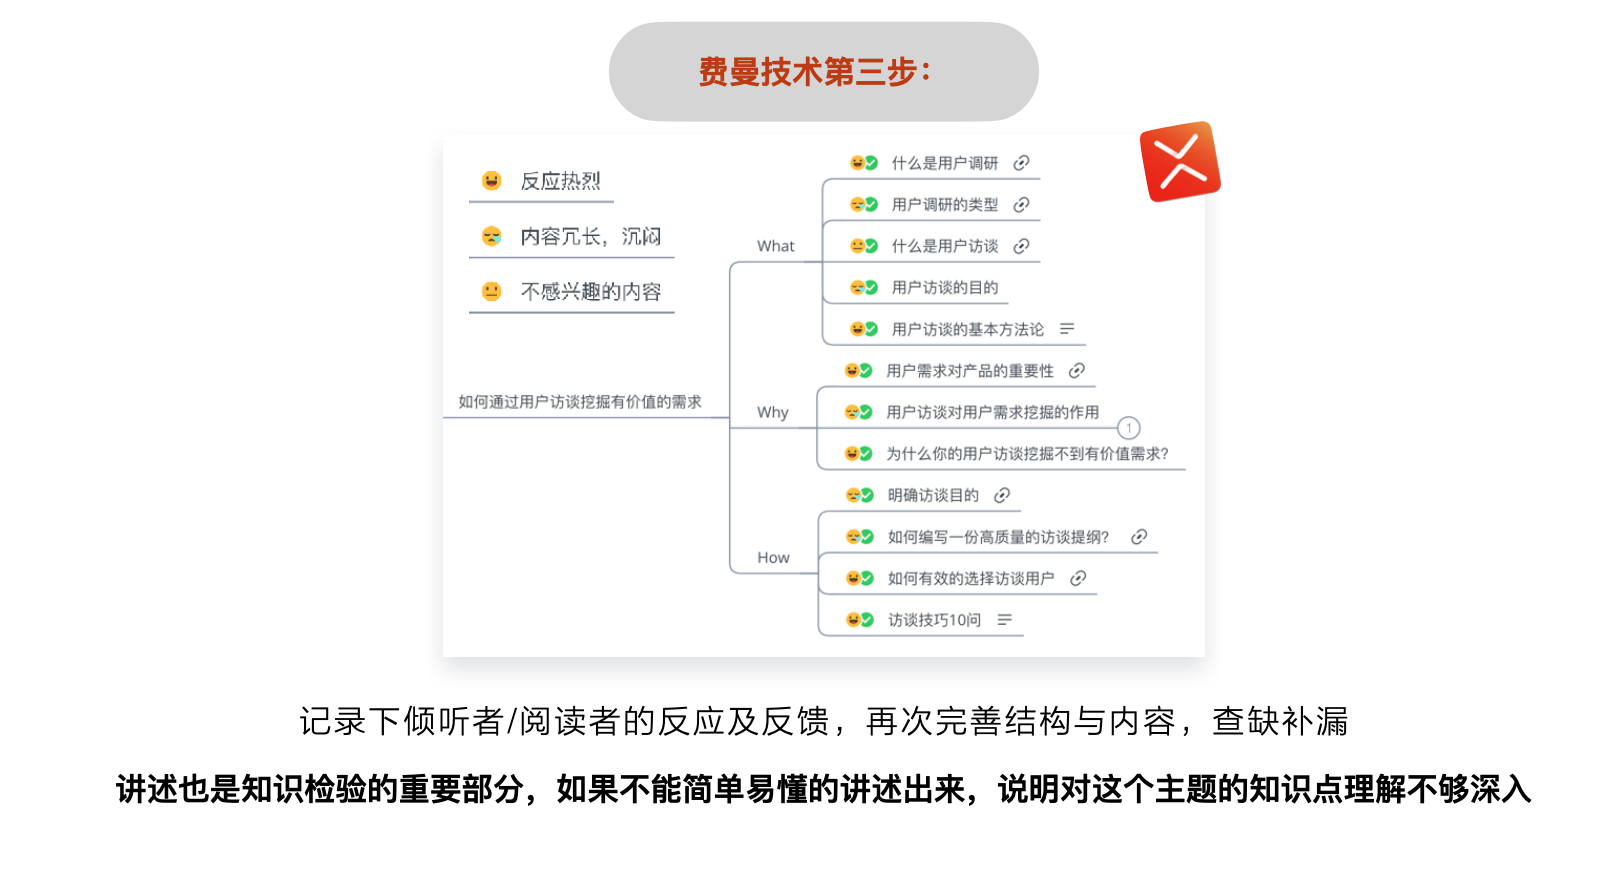 费曼技术第三步：
反应热烈
内容冗长，沉闷
不感兴趣的内容
如何通过用户访谈挖掘有价值的需求
What
什么是用户调研
用户调研的类型
什么是用户访谈
用户访谈的目的
用户访谈的基本方法论
Why
用户需求对产品的重要性
用户访谈对用户需求挖掘的作用
1
为什么你的用户访谈挖掘不到有价值需求?
How
明确访谈目的
如何编写一份高质量的访谈提纲?
如何有效的选择访谈用户
访谈技巧10问
记录下倾听者/阅读者的反应及反馈，再次完善结构与内容，查缺补漏
讲述也是知识检验的重要部分，如果不能简单易懂的讲述出来，说明对这个主题的知识点理解不够深入